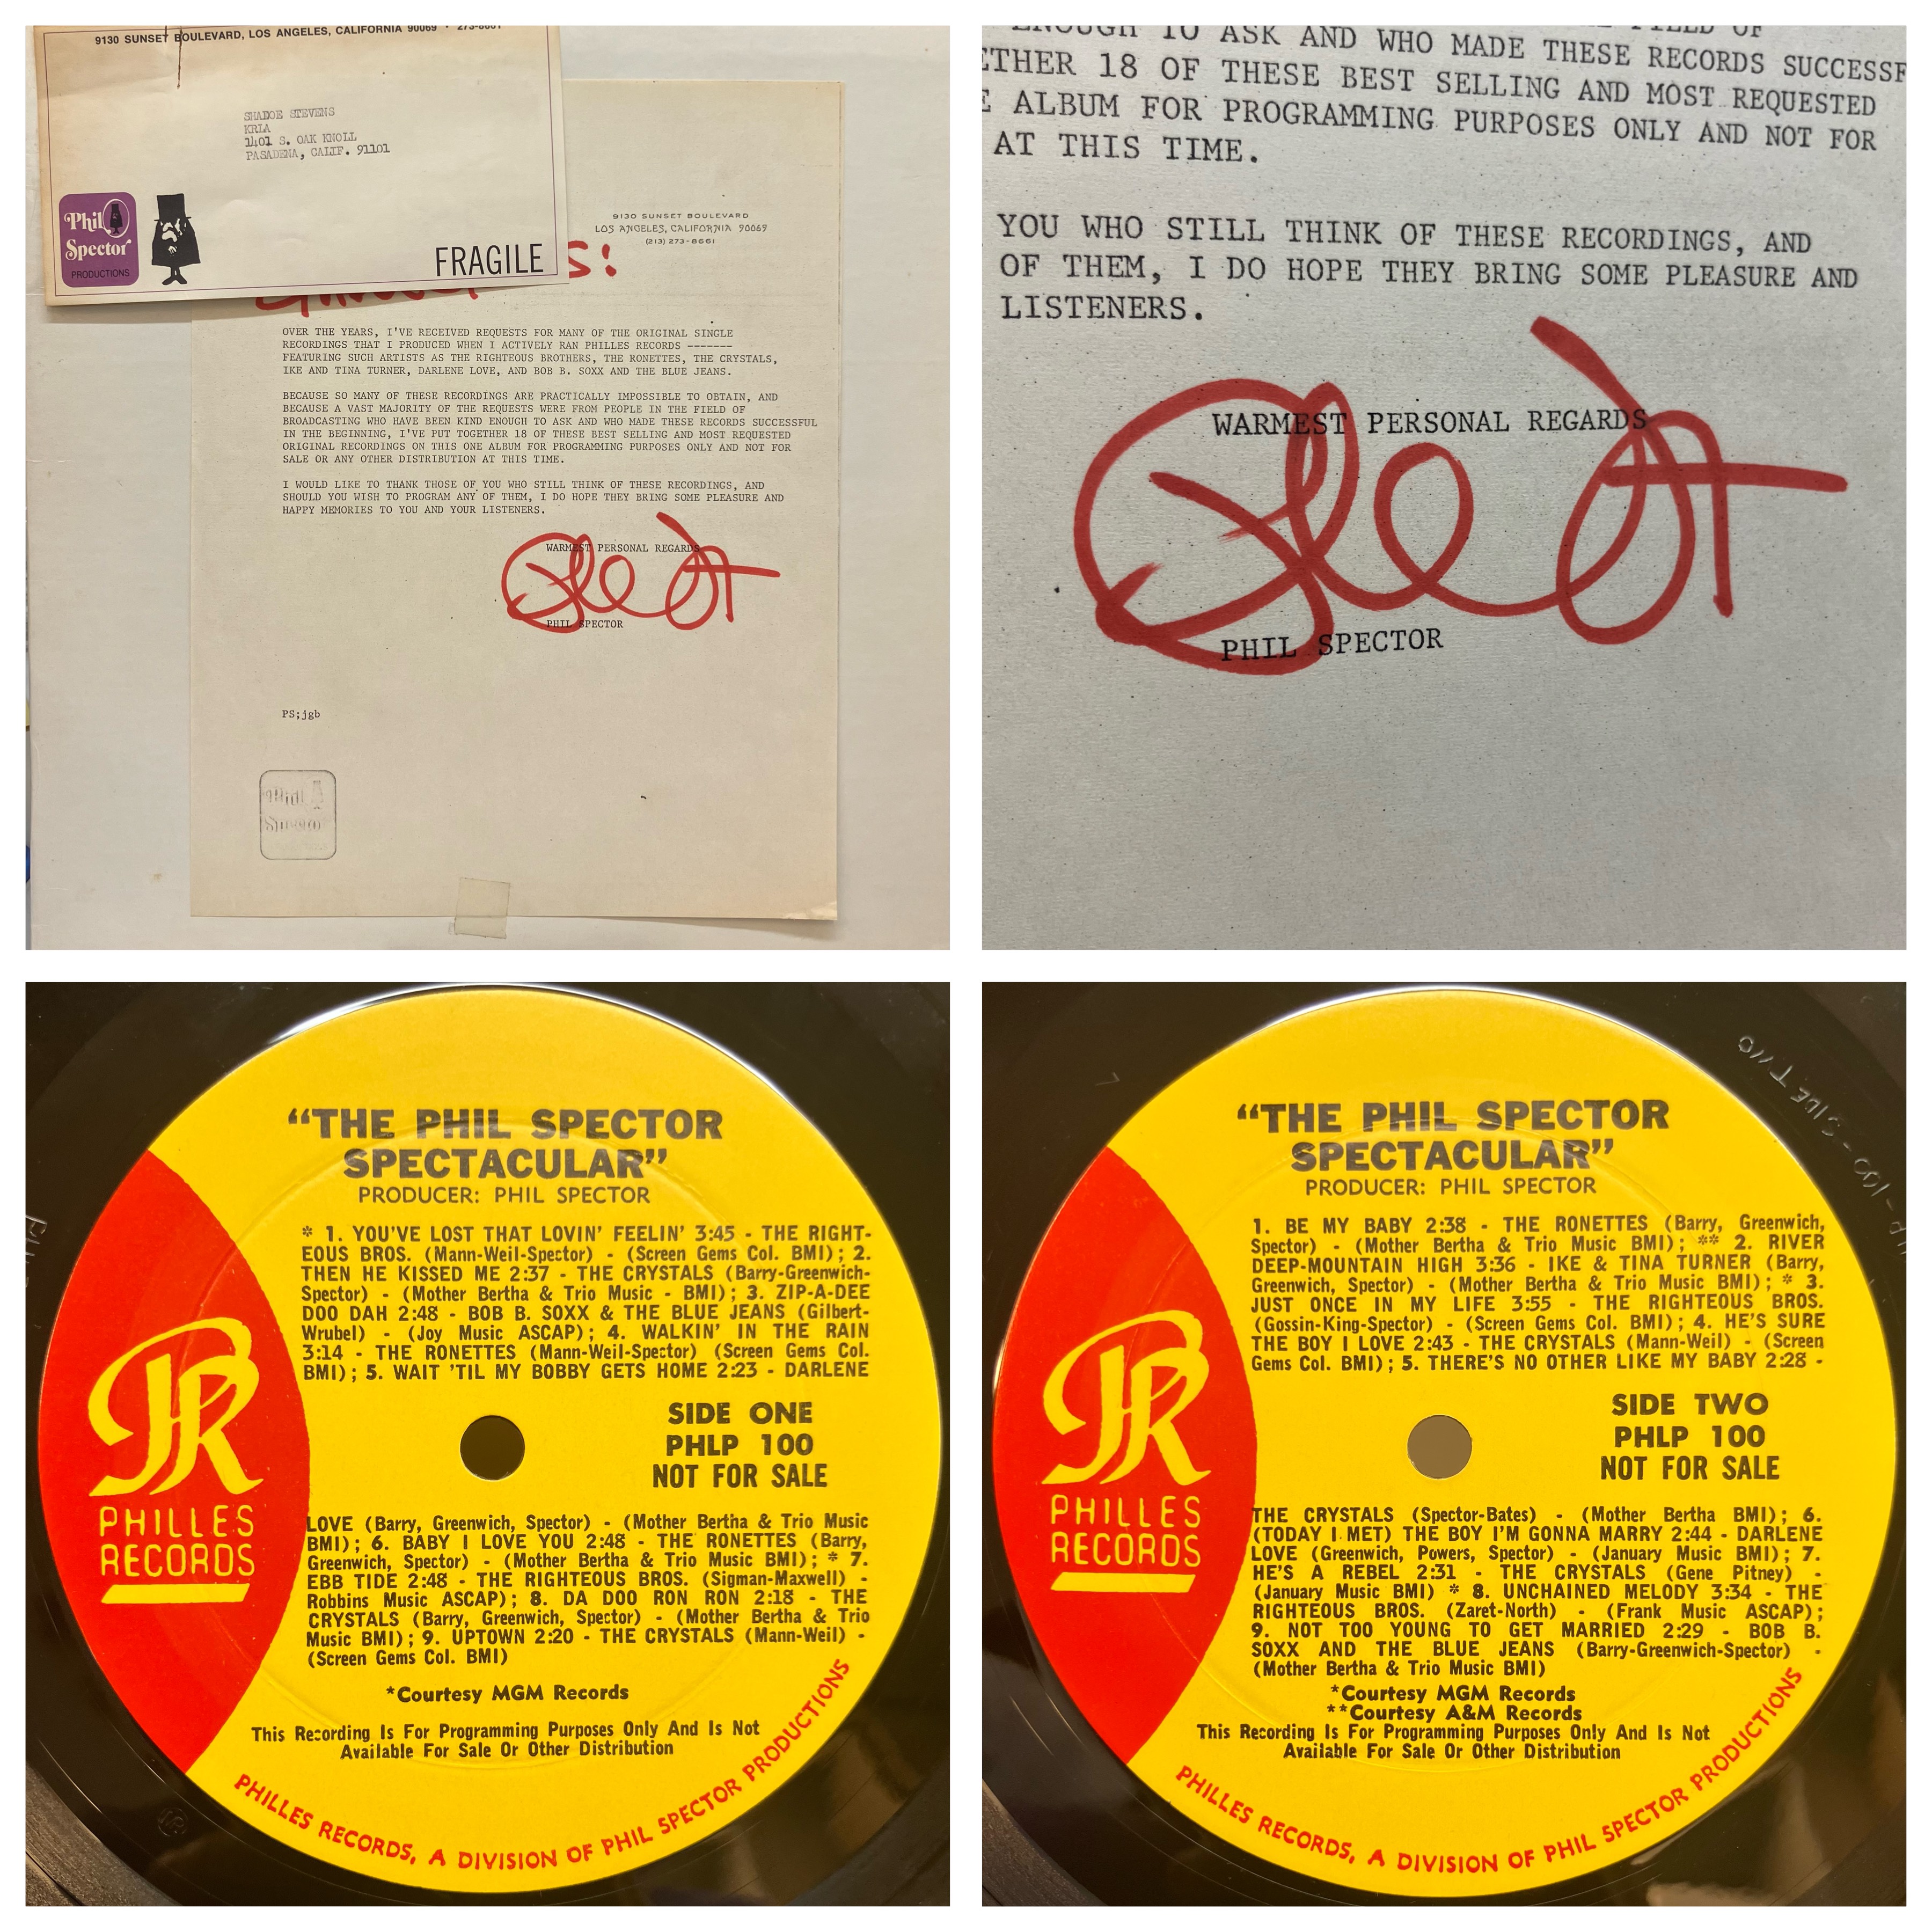 9130 SUNSET BOULEVARD, LOS ANGELES, CALIFORNIA 90069 • 273-8661
SHADOE STEVENS
KRLA
1401 S. OAK KNOLL
PASADENA, CALIF. 91101
Phil
Spector
PRODUCTIONS
FRAGILE
9130 SUNSET BOULEVARD
LOS ANGELES, CALIFORNIA 90069
(213) 273-8661
S!
OVER THE YEARS, I'VE RECEIVED REQUESTS FOR MANY OF THE ORIGINAL SINGLE
RECORDINGS THAT I PRODUCED WHEN I ACTIVELY RAN PHILLES RECORDS -------
FEATURING SUCH ARTISTS AS THE RIGHTEOUS BROTHERS, THE RONETTES, THE CRYSTALS,
IKE AND TINA TURNER, DARLENE LOVE, AND BOB B. SOXX AND THE BLUE JEANS.
BECAUSE SO MANY OF THESE RECORDINGS ARE PRACTICALLY IMPOSSIBLE TO OBTAIN, AND
BECAUSE A VAST MAJORITY OF THE REQUESTS WERE FROM PEOPLE IN THE FIELD OF
BROADCASTING WHO HAVE BEEN KIND ENOUGH TO ASK AND WHO MADE THESE RECORDS SUCCESSFUL
IN THE BEGINNING, I'VE PUT TOGETHER 18 OF THESE BEST SELLING AND MOST REQUESTED
ORIGINAL RECORDINGS ON THIS ONE ALBUM FOR PROGRAMMING PURPOSES ONLY AND NOT FOR
SALE OR ANY OTHER DISTRIBUTION AT THIS TIME.
I WOULD LIKE TO THANK THOSE OF YOU WHO STILL THINK OF THESE RECORDINGS, AND
SHOULD YOU WISH TO PROGRAM ANY OF THEM, I DO HOPE THEY BRING SOME PLEASURE AND
HAPPY MEMORIES TO YOU AND YOUR LISTENERS.
WARMEST PERSONAL REGARDS
PHIL SPECTOR
PS;jgb
Phil
Spector
FIELD OF
ENOUGH TO ASK AND WHO MADE THESE RECORDS SUCCESSF
ETHER 18 OF THESE BEST SELLING AND MOST REQUESTED
E ALBUM FOR PROGRAMMING PURPOSES ONLY AND NOT FOR
AT THIS TIME.
YOU WHO STILL THINK OF THESE RECORDINGS, AND
OF THEM, I DO HOPE THEY BRING SOME PLEASURE AND
LISTENERS.
WARMEST PERSONAL REGARDS
PHIL SPECTOR
"THE PHIL SPECTOR
SPECTACULAR"
PRODUCER: PHIL SPECTOR
* 1. YOU'VE LOST THAT LOVIN' FEELIN' 3:45 - THE RIGHT-
EOUS BROS. (Mann-Weil-Spector) - (Screen Gems Col. BMI); 2.
THEN HE KISSED ME 2:37 - THE CRYSTALS (Barry-Greenwich-
Spector) - (Mother Bertha & Trio Music - BMI); 3. ZIP-A-DEE
DOO DAH 2:48 - BOB B. SOXX & THE BLUE JEANS (Gilbert-
Wrubel) - (Joy Music ASCAP); 4. WALKIN' IN THE RAIN
3:14 - THE RONETTES (Mann-Weil-Spector) (Screen Gems Col.
BMI); 5. WAIT 'TIL MY BOBBY GETS HOME 2:23 - DARLENE
SIDE ONE
PHLP 100
NOT FOR SALE
LOVE (Barry, Greenwich, Spector) - (Mother Bertha & Trio Music
BMI); 6. BABY I LOVE YOU 2:48 - THE RONETTES (Barry,
Greenwich, Spector) - (Mother Bertha & Trio Music BMI); * 7.
EBB TIDE 2:48 - THE RIGHTEOUS BROS. (Sigman-Maxwell) -
Robbins Music ASCAP); 8. DA DOO RON RON 2:18 - THE
CRYSTALS (Barry, Greenwich, Spector) - (Mother Bertha & Trio
Music BMI); 9. UPTOWN 2:20 - THE CRYSTALS (Mann-Weil) -
(Screen Gems Col. BMI)
*Courtesy MGM Records
This Recording Is For Programming Purposes Only And Is Not
Available For Sale Or Other Distribution
PR
PHILLES
RECORDS
PHILLES RECORDS, A DIVISION OF PHIL SPECTOR PRODUCTIONS
"THE PHIL SPECTOR
SPECTACULAR"
PRODUCER: PHIL SPECTOR
1. BE MY BABY 2:38 - THE RONETTES (Barry, Greenwich,
Spector) - (Mother Bertha & Trio Music BMI); ** 2. RIVER
DEEP-MOUNTAIN HIGH 3:36 - IKE & TINA TURNER (Barry,
Greenwich, Spector) - (Mother Bertha & Trio Music BMI); * 3.
JUST ONCE IN MY LIFE 3:55 - THE RIGHTEOUS BROS.
(Gossin-King-Spector) - (Screen Gems Col. BMI); 4. HE'S SURE
THE BOY I LOVE 2:43 - THE CRYSTALS (Mann-Weil) - (Screen
Gems Col. BMI); 5. THERE'S NO OTHER LIKE MY BABY 2:28 -
SIDE TWO
PHLP 100
NOT FOR SALE
THE CRYSTALS (Spector-Bates) - (Mother Bertha BMI); 6.
(TODAY I MET) THE BOY I'M GONNA MARRY 2:44 - DARLENE
LOVE (Greenwich, Powers, Spector) - (January Music BMI); 7.
HE'S A REBEL 2:31 - THE CRYSTALS (Gene Pitney) -
(January Music BMI) * 8. UNCHAINED MELODY 3:34 - THE
RIGHTEOUS BROS. (Zaret-North) - (Frank Music ASCAP);
9. NOT TOO YOUNG TO GET MARRIED 2:29 - BOB B.
SOXX AND THE BLUE JEANS (Barry-Greenwich-Spector) -
(Mother Bertha & Trio Music BMI)
*Courtesy MGM Records
**Courtesy A&M Records
This Recording Is For Programming Purposes Only And Is Not
Available For Sale Or Other Distribution
PR
PHILLES
RECORDS
PHILLES RECORDS, A DIVISION OF PHIL SPECTOR PRODUCTIONS